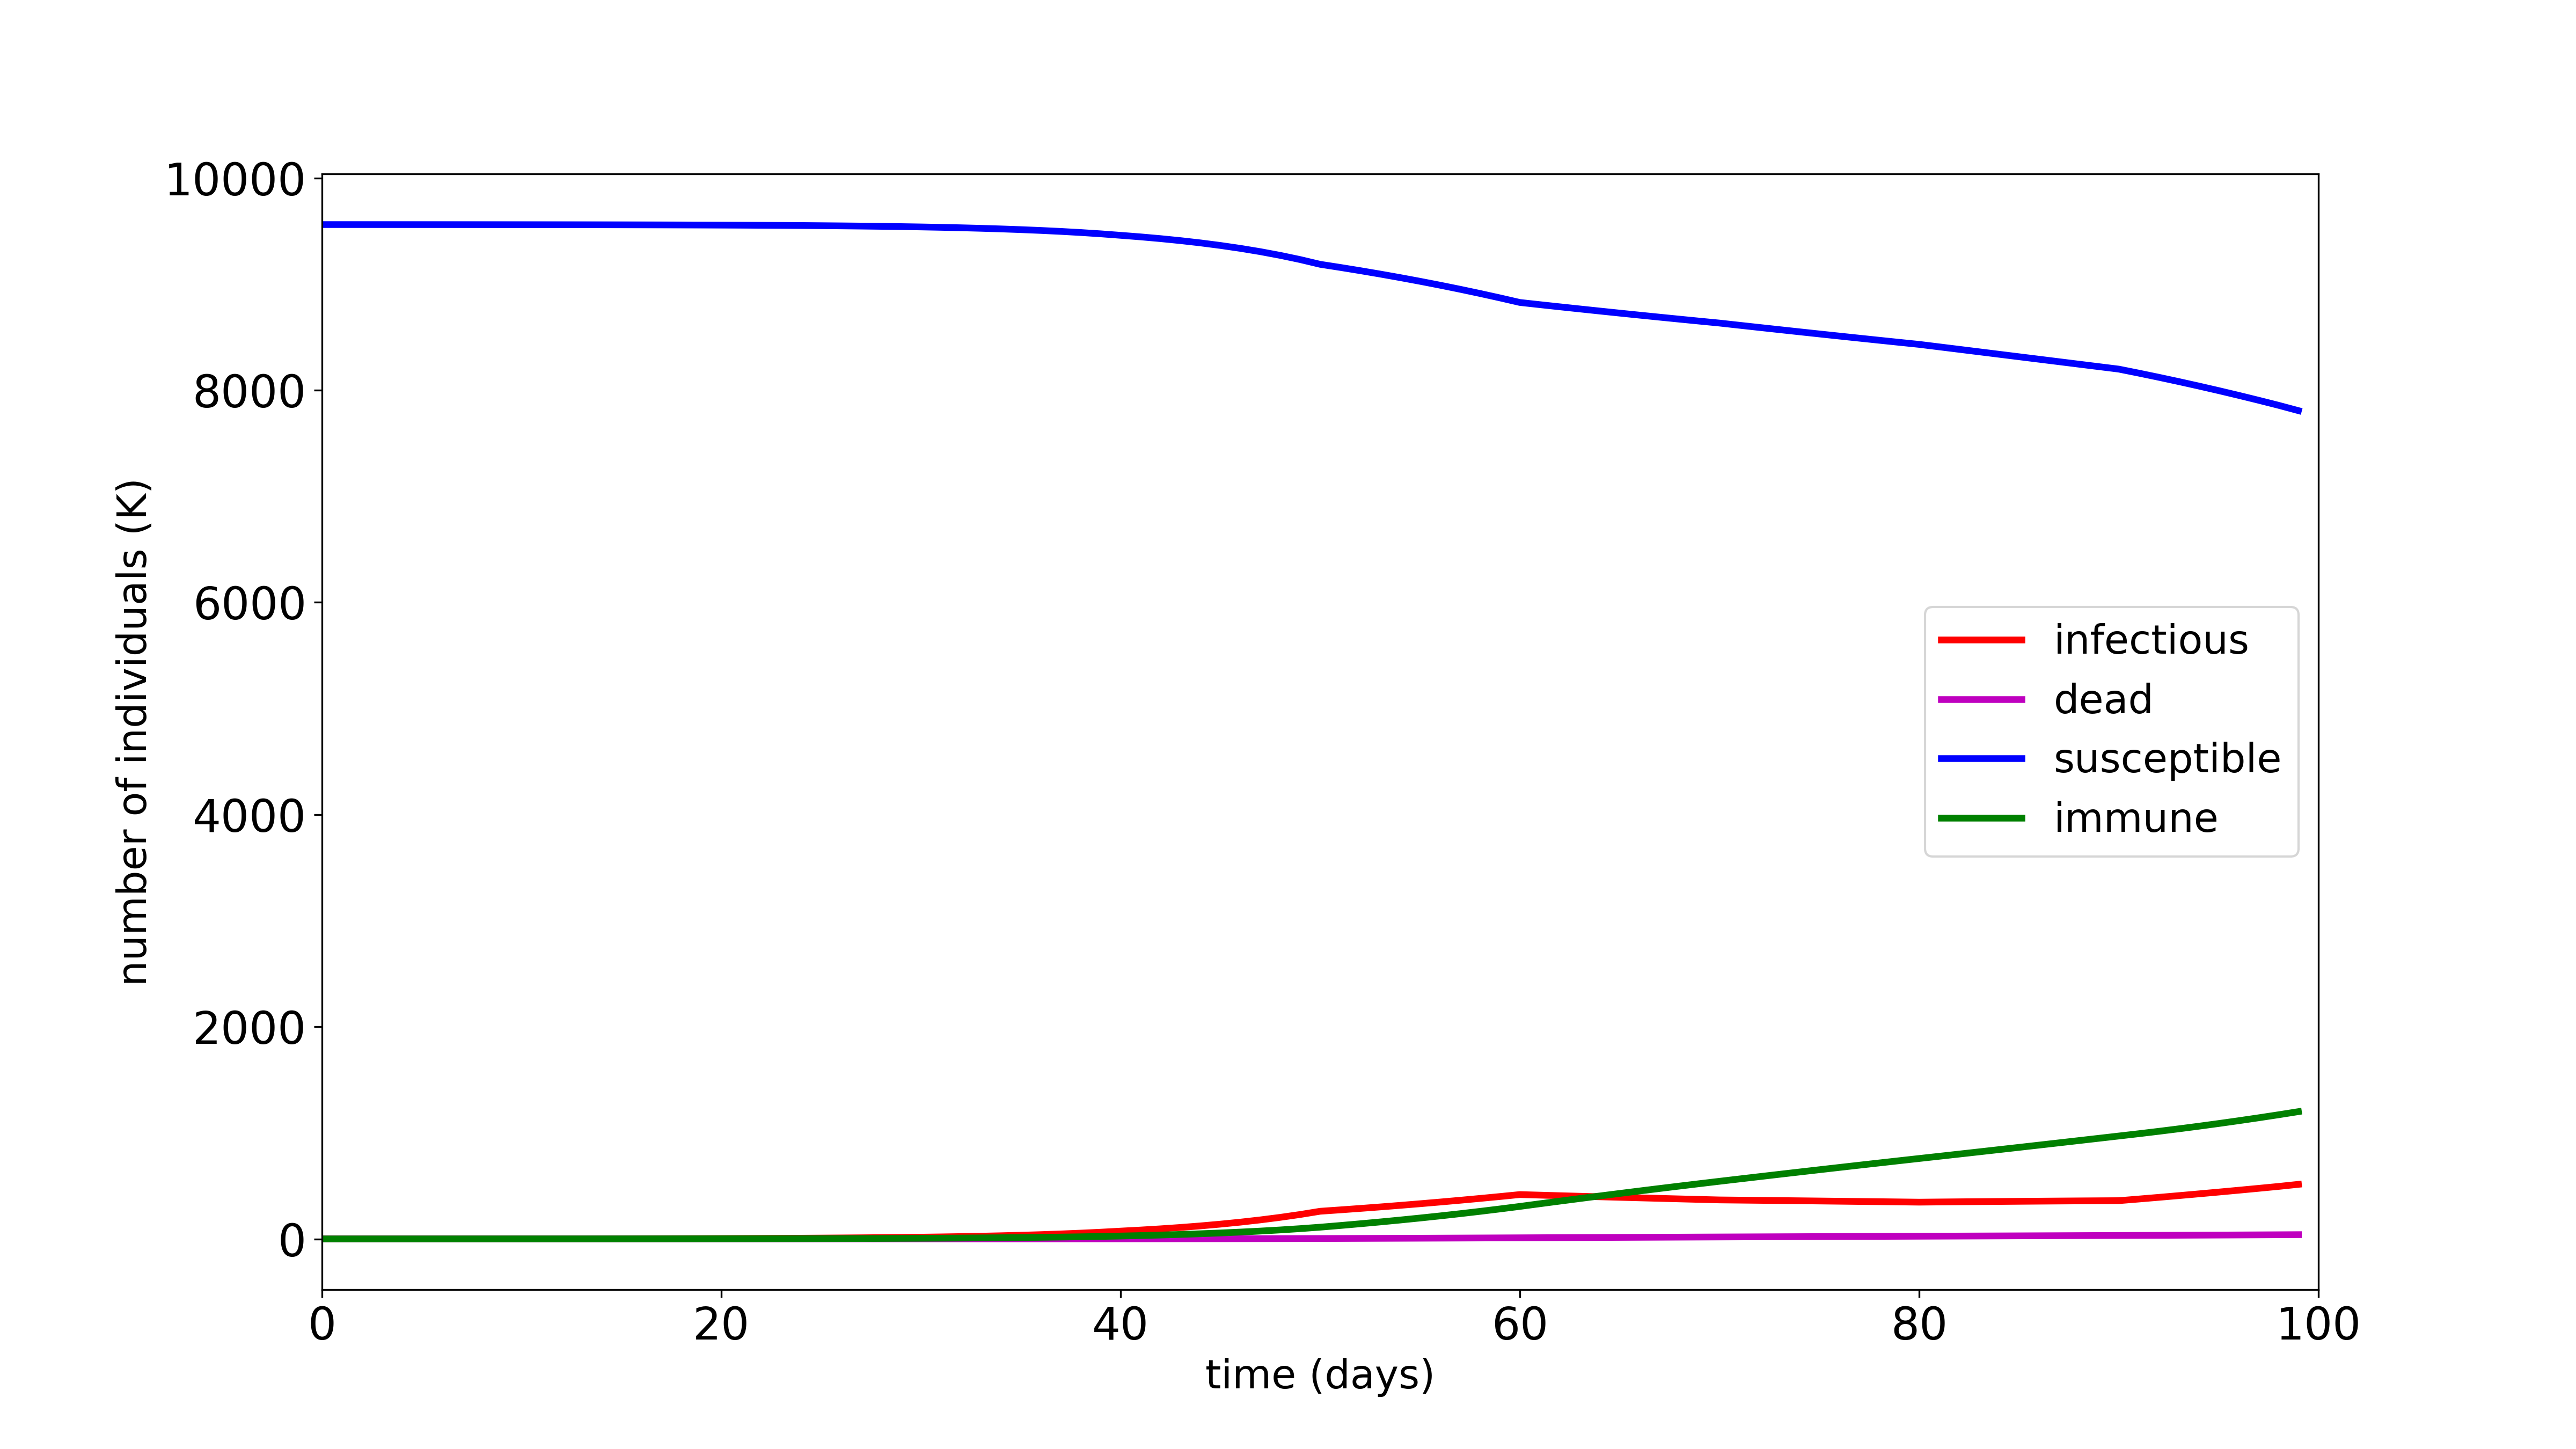 10000
8000
6000
4000
2000
0
number of individuals (K)
infectious
dead
susceptible
immune
0 20 40 60 80 100
time (days)